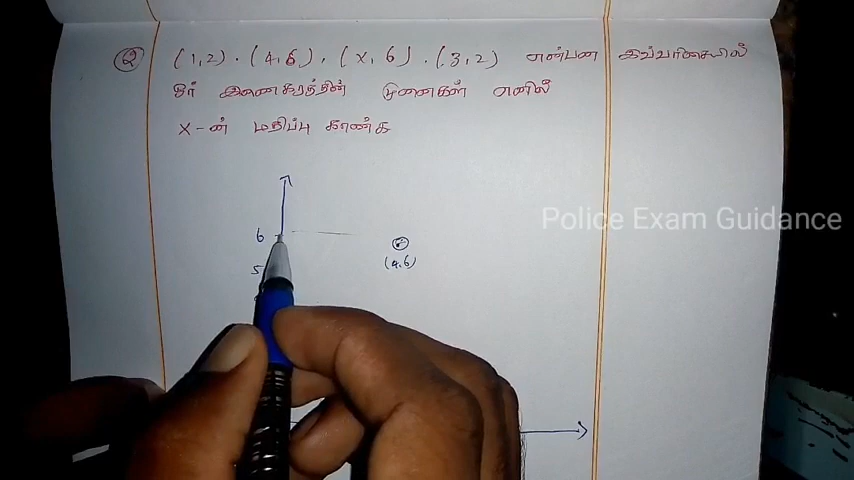 Q (1,2) . (4,6) , (x, 6) . (3,2) என்பன இவ்வரிசையில்
ஓர் இணைகரத்தின் முனைகள் எனில்
x-ன் மதிப்பு காண்க
Police Exam Guidance
6
(4,6)
5